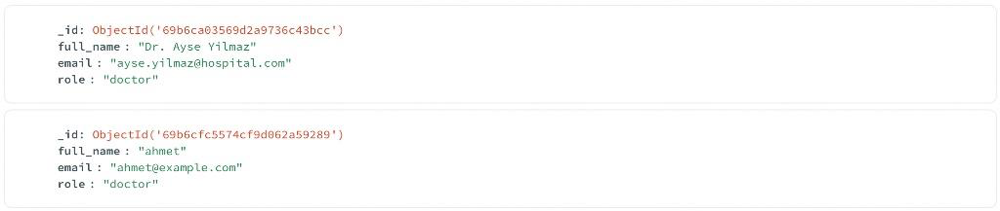 _id: ObjectId('69b6ca03569d2a9736c43bcc')
full_name : "Dr. Ayse Yilmaz"
email : "ayse.yilmaz@hospital.com"
role : "doctor"
_id: ObjectId('69b6cfc5574cf9d062a59289')
full_name : "ahmet"
email : "ahmet@example.com"
role : "doctor"